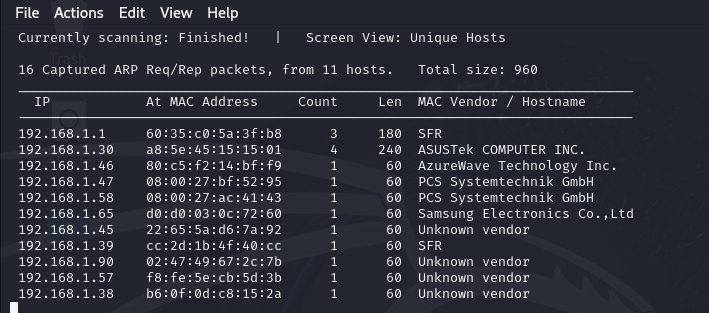 File Actions Edit View Help
Currently scanning: Finished! | Screen View: Unique Hosts
16 Captured ARP Req/Rep packets, from 11 hosts. Total size: 960
IP At MAC Address Count Len MAC Vendor / Hostname
192.168.1.1 60:35:c0:5a:3f:b8 3 180 SFR
192.168.1.30 a8:5e:45:15:15:01 4 240 ASUSTek COMPUTER INC.
192.168.1.46 80:c5:f2:14:bf:f9 1 60 AzureWave Technology Inc.
192.168.1.47 08:00:27:bf:52:95 1 60 PCS Systemtechnik GmbH
192.168.1.58 08:00:27:ac:41:43 1 60 PCS Systemtechnik GmbH
192.168.1.65 d0:d0:03:0c:72:60 1 60 Samsung Electronics Co.,Ltd
192.168.1.45 22:65:5a:d6:7a:92 1 60 Unknown vendor
192.168.1.39 cc:2d:1b:4f:40:cc 1 60 SFR
192.168.1.90 02:47:49:67:2c:7b 1 60 Unknown vendor
192.168.1.57 f8:fe:5e:cb:5d:3b 1 60 Unknown vendor
192.168.1.38 b6:0f:0d:c8:15:2a 1 60 Unknown vendor